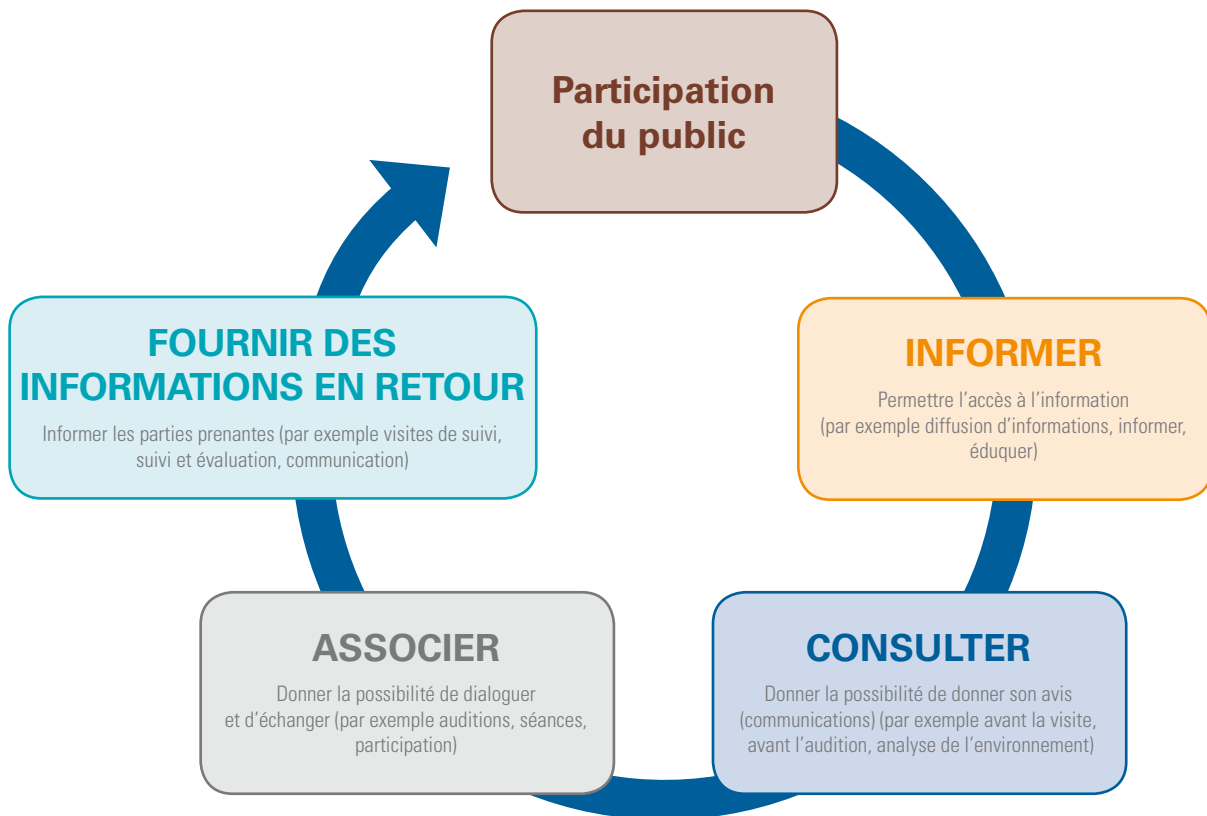 Participation
du public
INFORMER
Permettre l’accès à l’information
(par exemple diffusion d’informations, informer,
éduquer)
CONSULTER
Donner la possibilité de donner son avis
(communications) (par exemple avant la visite,
avant l’audition, analyse de l’environnement)
ASSOCIER
Donner la possibilité de dialoguer
et d’échanger (par exemple auditions, séances,
participation)
FOURNIR DES
INFORMATIONS EN RETOUR
Informer les parties prenantes (par exemple visites de suivi,
suivi et évaluation, communication)